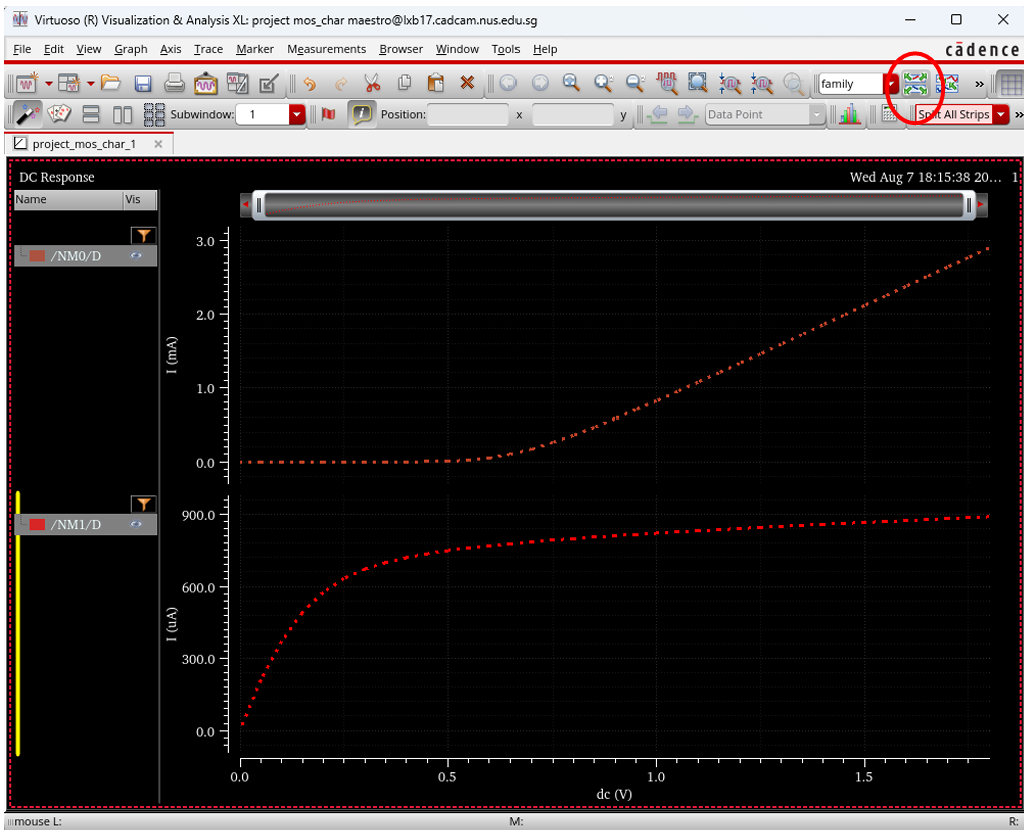 Virtuoso (R) Visualization & Analysis XL: project mos_char maestro@lxb17.cadcam.nus.edu.sg
File Edit View Graph Axis Trace Marker Measurements Browser Window Tools Help
cādence
family
»
Subwindow: 1
Position:
x
y
Data Point
Split All Strips
»
project_mos_char_1
DC Response
Wed Aug 7 18:15:38 20... 1
Name Vis
/NM0/D
3.0
2.0
1.0
0.0
I (mA)
/NM1/D
900.0
600.0
300.0
0.0
I (uA)
0.0 0.5 1.0 1.5
dc (V)
mouse L: M: R: